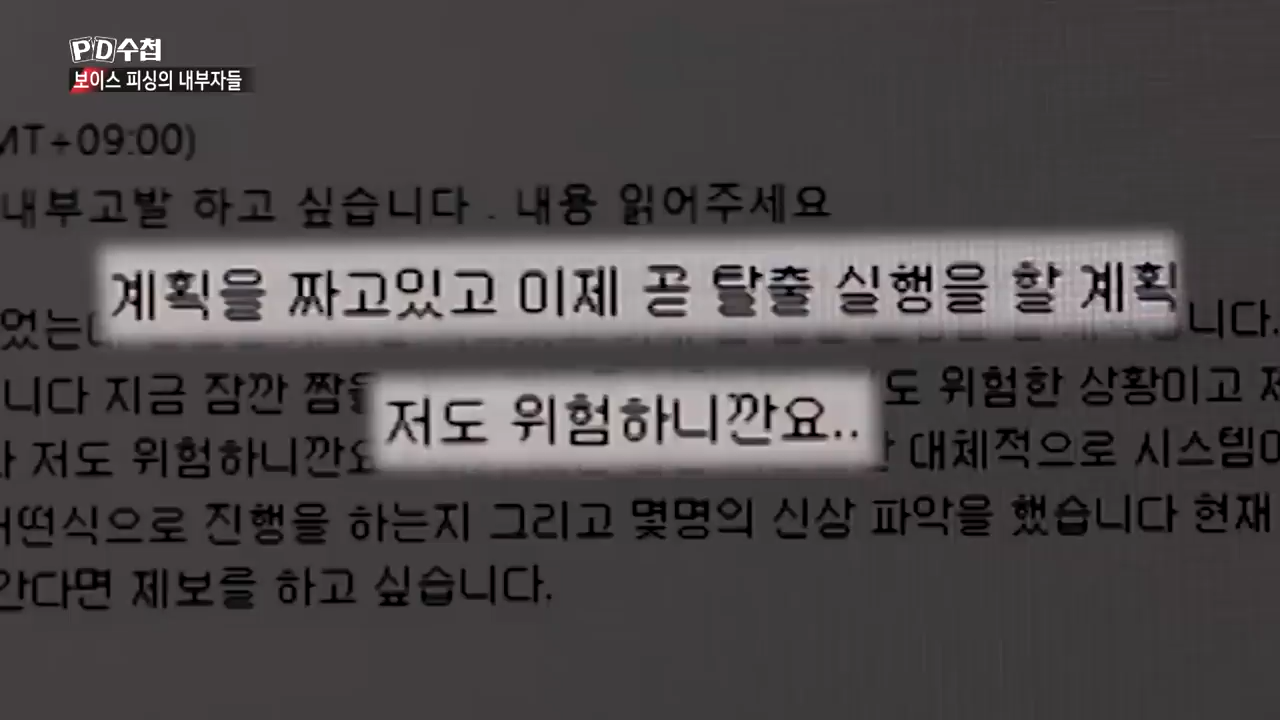 PD수첩
보이스 피싱의 내부자들
+09:00)
내부고발 하고 싶습니다 . 내용 읽어주세요
계획을 짜고있고 이제 곧 탈출 실행을 할 계획
니다.
니다 지금 잠깐 짬을
저도 위험하니깐요..
도 위험한 상황이고
저도 위험하니깐요
대체적으로 시스템이
떤식으로 진행을 하는지 그리고 몇명의 신상 파악을 했습니다 현재
간다면 제보를 하고 싶습니다.